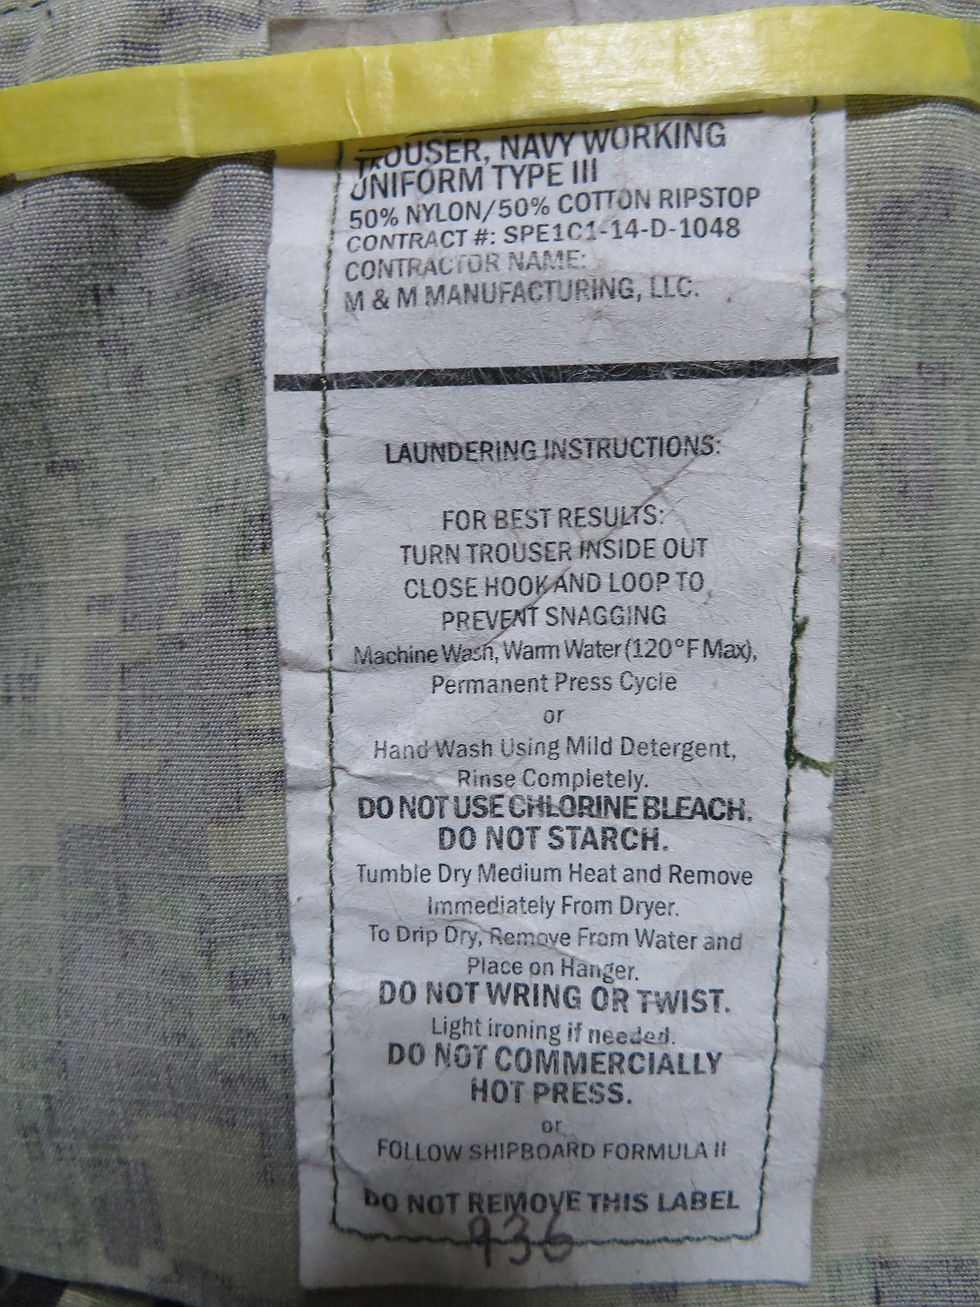 TROUSER, NAVY WORKING
UNIFORM TYPE III
50% NYLON/50% COTTON RIPSTOP
CONTRACT #: SPE1C1-14-D-1048
CONTRACTOR NAME:
M & M MANUFACTURING, LLC.
LAUNDERING INSTRUCTIONS:
FOR BEST RESULTS:
TURN TROUSER INSIDE OUT
CLOSE HOOK AND LOOP TO
PREVENT SNAGGING
Machine Wash, Warm Water (120°F Max),
Permanent Press Cycle
or
Hand Wash Using Mild Detergent,
Rinse Completely.
DO NOT USE CHLORINE BLEACH.
DO NOT STARCH.
Tumble Dry Medium Heat and Remove
Immediately From Dryer.
To Drip Dry, Remove From Water and
Place on Hanger.
DO NOT WRING OR TWIST.
Light ironing if needed.
DO NOT COMMERCIALLY
HOT PRESS.
or
FOLLOW SHIPBOARD FORMULA II
DO NOT REMOVE THIS LABEL
936